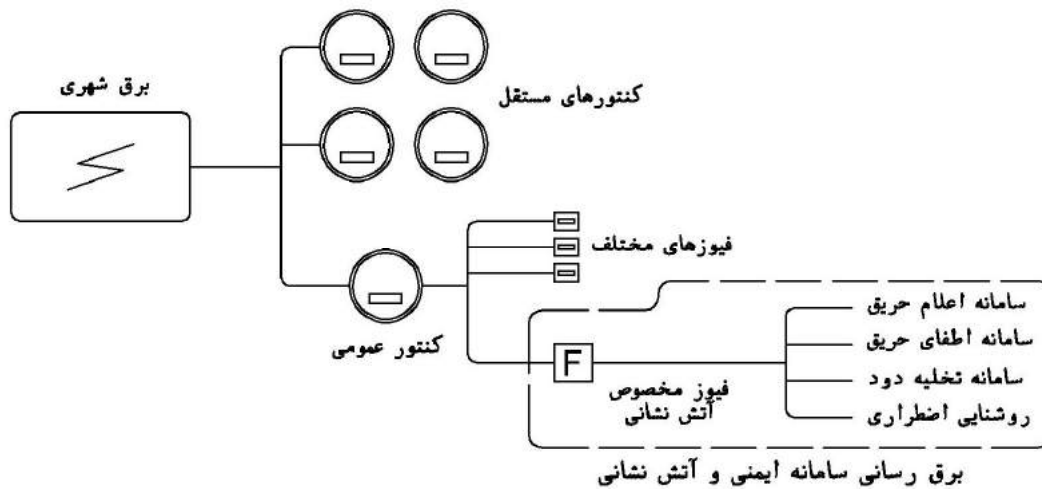 برق شهری
کنتورهای مستقل
فیوزهای مختلف
کنتور عمومی
F
فیوز مخصوص
آتش نشانی
سامانه اعلام حریق
سامانه اطفای حریق
سامانه تخلیه دود
روشنایی اضطراری
برق رسانی سامانه ایمنی و آتش نشانی